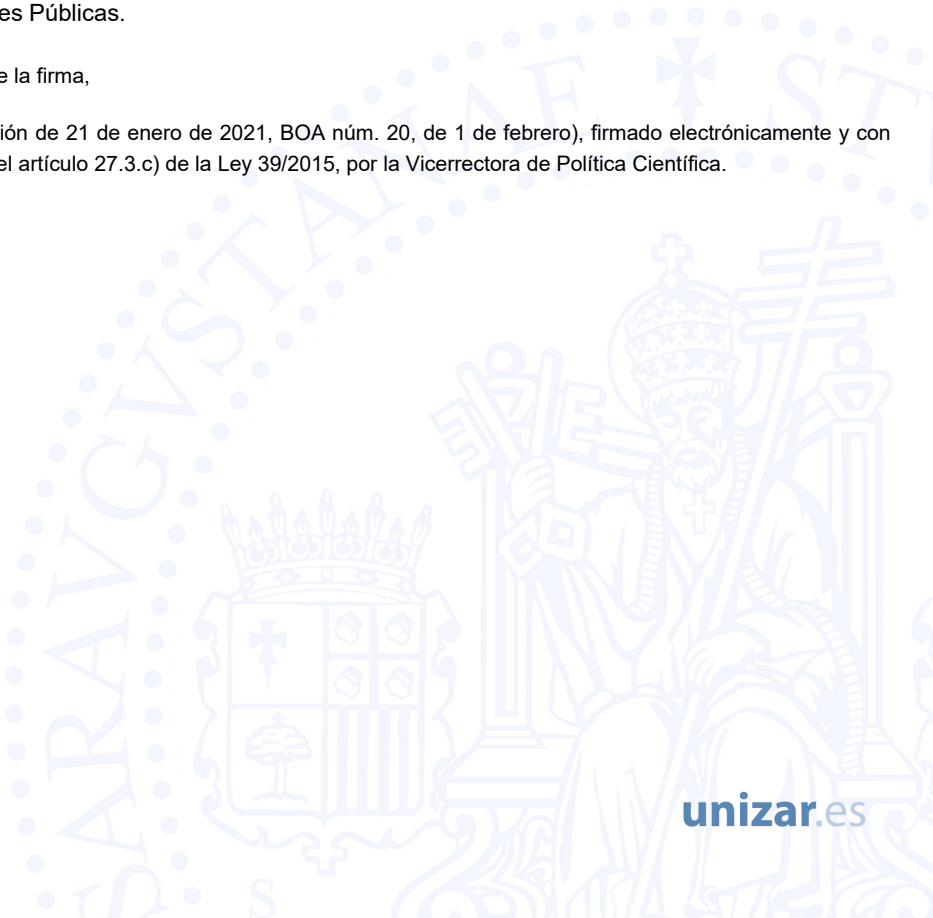 es Públicas.
e la firma,
ión de 21 de enero de 2021, BOA núm. 20, de 1 de febrero), firmado electrónicamente y con
el artículo 27.3.c) de la Ley 39/2015, por la Vicerrectora de Política Científica.
SARAVGVSTANAE ST
unizar.es
S